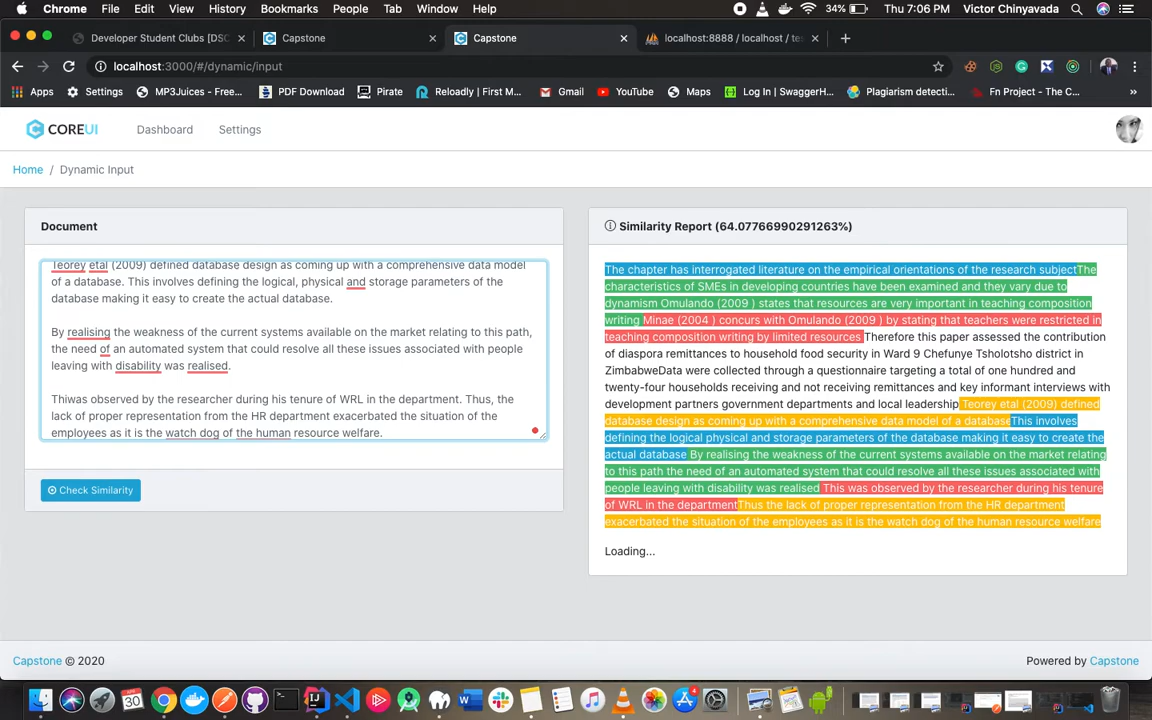 Chrome File Edit View History Bookmarks People Tab Window Help 34% Thu 7:06 PM Victor Chinyavada
Developer Student Clubs [DSC Capstone Capstone localhost:8888 / localhost / te
localhost:3000/#/dynamic/input
Apps Settings MP3Juices - Free... PDF Download Pirate Reloadly | First M... Gmail YouTube Maps Log In | SwaggerH... Plagiarism detecti... Fn Project - The C... »
COREUI Dashboard Settings
Home / Dynamic Input
Document
Teorey etal (2009) defined database design as coming up with a comprehensive data model
of a database. This involves defining the logical, physical and storage parameters of the
database making it easy to create the actual database.
By realising the weakness of the current systems available on the market relating to this path,
the need of an automated system that could resolve all these issues associated with people
leaving with disability was realised.
Thiwas observed by the researcher during his tenure of WRL in the department. Thus, the
lack of proper representation from the HR department exacerbated the situation of the
employees as it is the watch dog of the human resource welfare.
Check Similarity
Similarity Report (64.07766990291263%)
The chapter has interrogated literature on the empirical orientations of the research subjectThe
characteristics of SMEs in developing countries have been examined and they vary due to
dynamism Omulando (2009 ) states that resources are very important in teaching composition
writing Minae (2004 ) concurs with Omulando (2009 ) by stating that teachers were restricted in
teaching composition writing by limited resources Therefore this paper assessed the contribution
of diaspora remittances to household food security in Ward 9 Chefunye Tsholotsho district in
ZimbabweData were collected through a questionnaire targeting a total of one hundred and
twenty-four households receiving and not receiving remittances and key informant interviews with
development partners government departments and local leadership Teorey etal (2009) defined
database design as coming up with a comprehensive data model of a databaseThis involves
defining the logical physical and storage parameters of the database making it easy to create the
actual database By realising the weakness of the current systems available on the market relating
to this path the need of an automated system that could resolve all these issues associated with
people leaving with disability was realised This was observed by the researcher during his tenure
of WRL in the departmentThus the lack of proper representation from the HR department
exacerbated the situation of the employees as it is the watch dog of the human resource welfare
Loading...
Capstone © 2020 Powered by Capstone